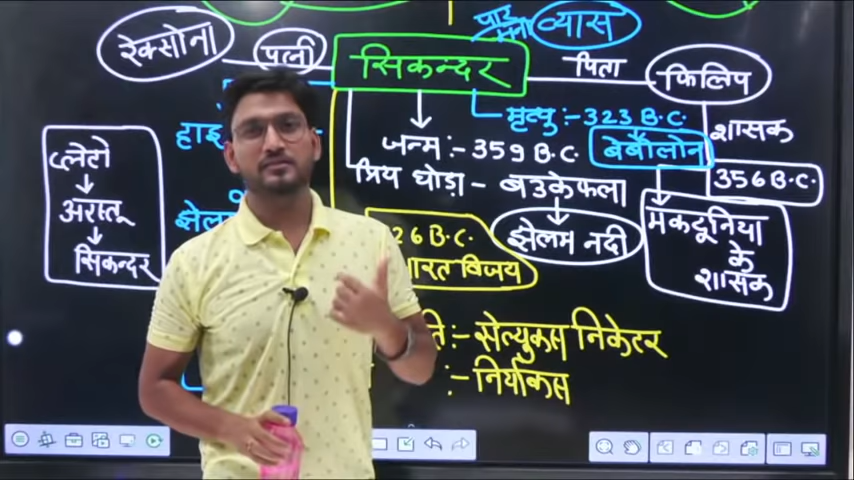 व्यास
रेक्सोना
पत्नी
सिकन्दर
पिता
फिलिप
मृत्यु :- 323 B.C.
बेबीलोन
शासक
356 B.C.
जन्म :- 359 B.C.
प्रिय घोड़ा - बउकेफला
झेलम नदी
मकदूनिया
के
शासक
प्लेटो
अरस्तू
सिकन्दर
26 B.C.
भारत विजय
:- सेल्युकस निकेटर
:- निर्याकस